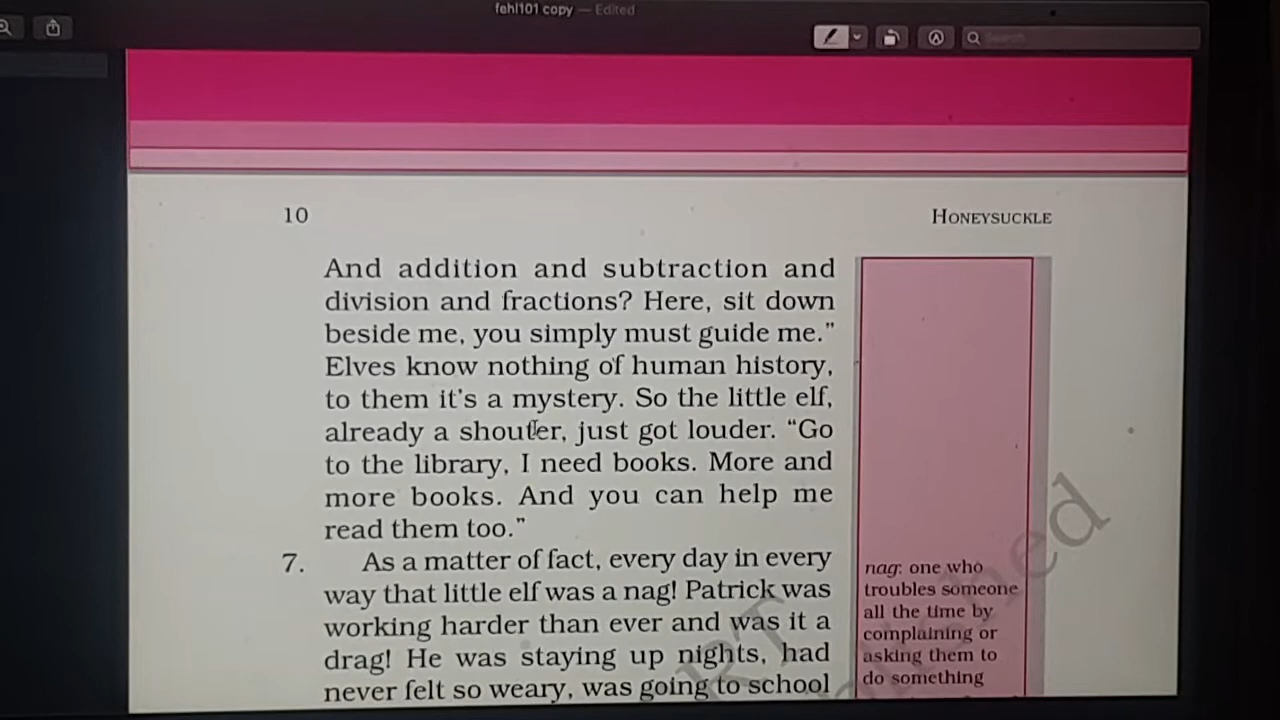 fehl101 copy — Edited
Search
10
HONEYSUCKLE
And addition and subtraction and
division and fractions? Here, sit down
beside me, you simply must guide me.”
Elves know nothing of human history,
to them it's a mystery. So the little elf,
already a shouter, just got louder. “Go
to the library, I need books. More and
more books. And you can help me
read them too.”
7. As a matter of fact, every day in every
way that little elf was a nag! Patrick was
working harder than ever and was it a
drag! He was staying up nights, had
never felt so weary, was going to school
nag: one who
troubles someone
all the time by
complaining or
asking them to
do something